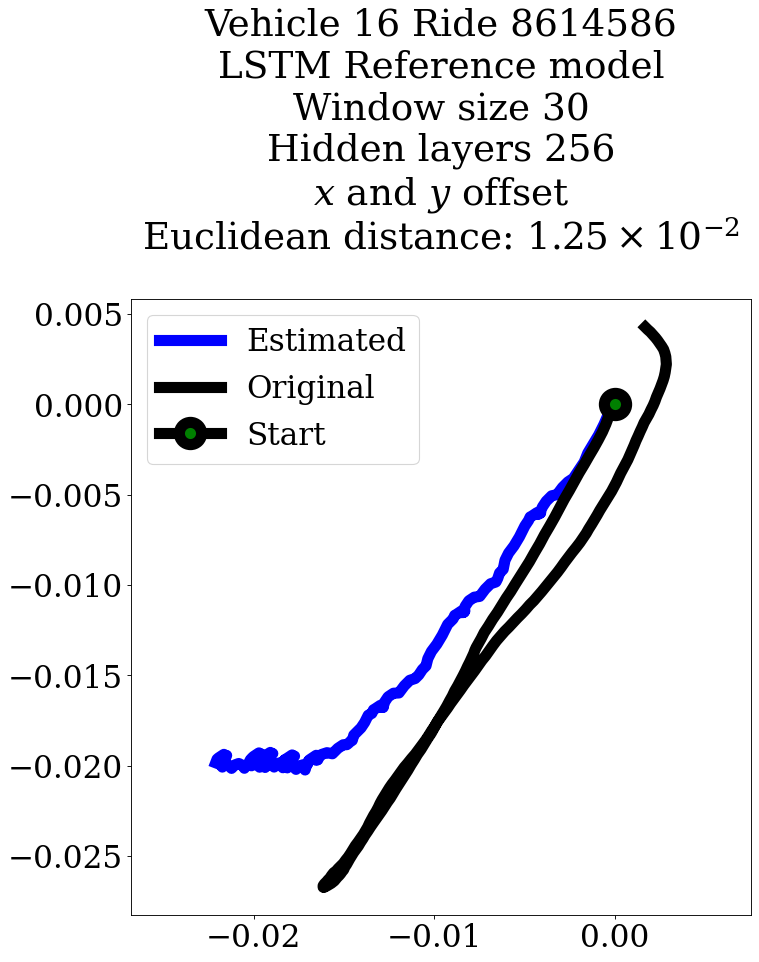 Vehicle 16 Ride 8614586
LSTM Reference model
Window size 30
Hidden layers 256
x and y offset
Euclidean distance: 1.25 × 10⁻²
Estimated
Original
Start
0.005
0.000
−0.005
−0.010
−0.015
−0.020
−0.025
−0.02
−0.01
0.00